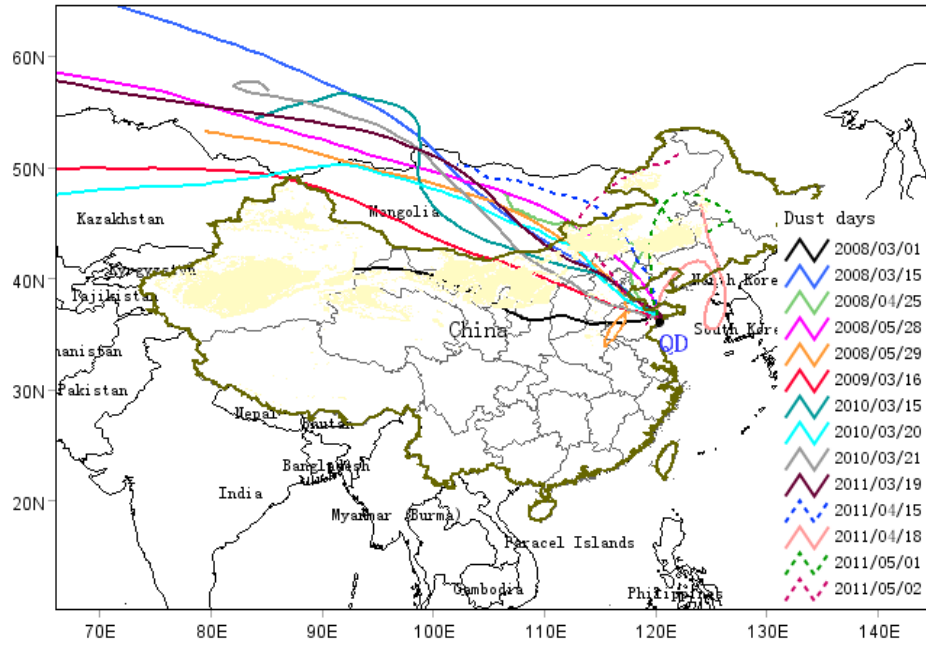 60N
50N
Kazakhstan
Mongolia
Dust days
2008/03/01
2008/03/15
40N
Kyrgyzstan
Tajikistan
North Kore
2008/04/25
China
South Kore
2008/05/28
hanistan
QD
2008/05/29
30N
Pakistan
2009/03/16
Nepal
2010/03/15
Bhutan
2010/03/20
Bangladesh
2010/03/21
20N
India
2011/03/19
Myanmar (Burma)
2011/04/15
Paracel Islands
2011/04/18
2011/05/01
Cambodia
Philippines
2011/05/02
70E 80E 90E 100E 110E 120E 130E 140E